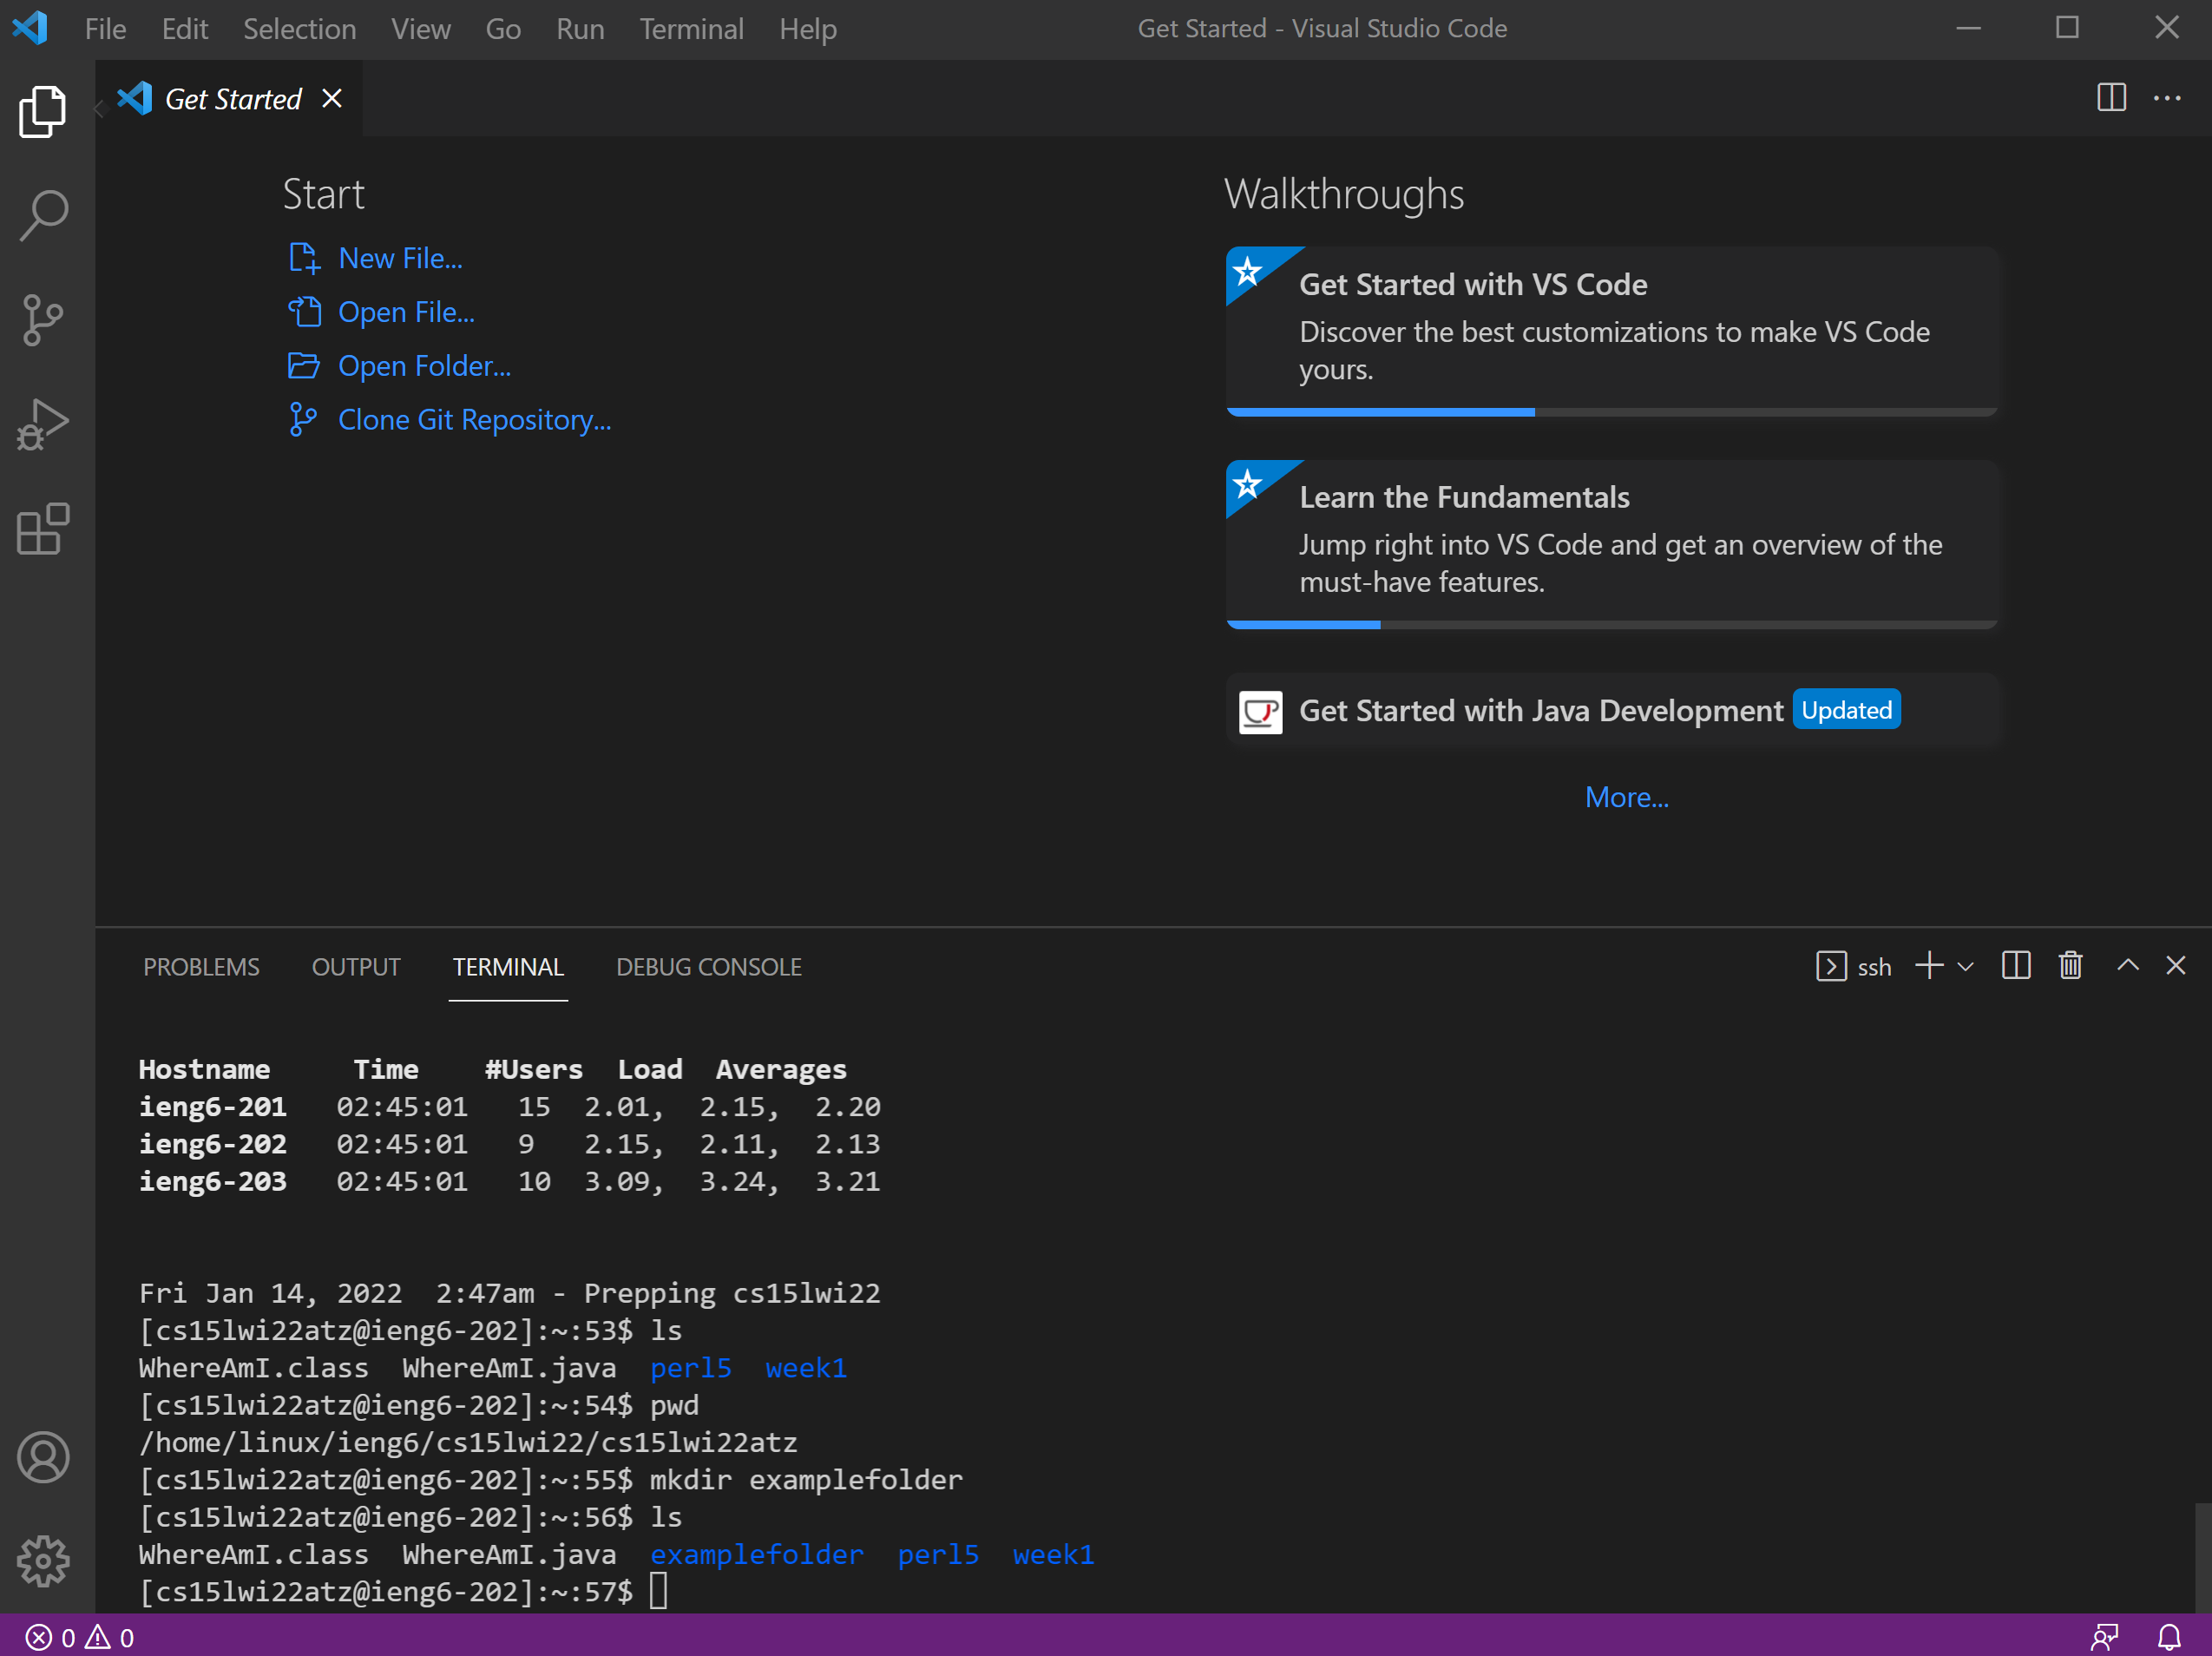 File Edit Selection View Go Run Terminal Help Get Started - Visual Studio Code
Get Started
Start
New File...
Open File...
Open Folder...
Clone Git Repository...
Walkthroughs
Get Started with VS Code
Discover the best customizations to make VS Code
yours.
Learn the Fundamentals
Jump right into VS Code and get an overview of the
must-have features.
Get Started with Java Development Updated
More...
PROBLEMS OUTPUT TERMINAL DEBUG CONSOLE ssh
Hostname     Time    #Users  Load  Averages
ieng6-201   02:45:01   15  2.01,  2.15,  2.20
ieng6-202   02:45:01   9   2.15,  2.11,  2.13
ieng6-203   02:45:01   10  3.09,  3.24,  3.21
Fri Jan 14, 2022  2:47am - Prepping cs15lwi22
[cs15lwi22atz@ieng6-202]:~:53$ ls
WhereAmI.class  WhereAmI.java  perl5  week1
[cs15lwi22atz@ieng6-202]:~:54$ pwd
/home/linux/ieng6/cs15lwi22/cs15lwi22atz
[cs15lwi22atz@ieng6-202]:~:55$ mkdir examplefolder
[cs15lwi22atz@ieng6-202]:~:56$ ls
WhereAmI.class  WhereAmI.java  examplefolder  perl5  week1
[cs15lwi22atz@ieng6-202]:~:57$
0 0